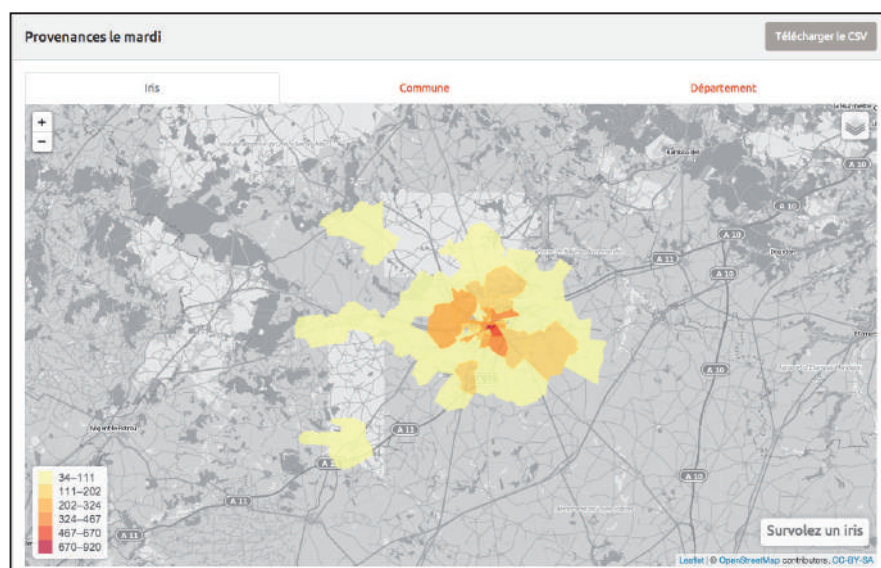 Provenances le mardi
Télécharger le CSV
Iris
Commune
Département
+
−
A 10
A 10
A 10
A 11
A 10
A 10
A 11
A 10
A 11
A 11
34–111
111–202
202–324
324–467
467–670
670–920
Survolez un iris
Leaflet | © OpenStreetMap contributors, CC-BY-SA